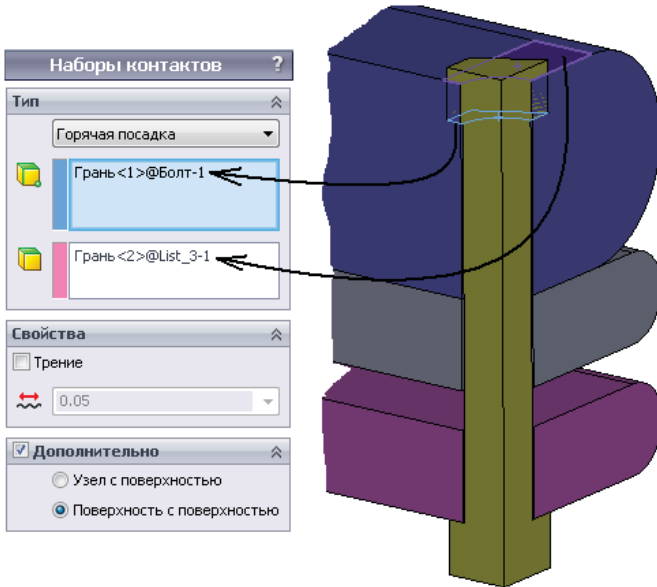 Наборы контактов ?
Тип
Горячая посадка
Грань<1>@Болт-1
Грань<2>@List_3-1
Свойства
Трение
0.05
Дополнительно
Узел с поверхностью
Поверхность с поверхностью